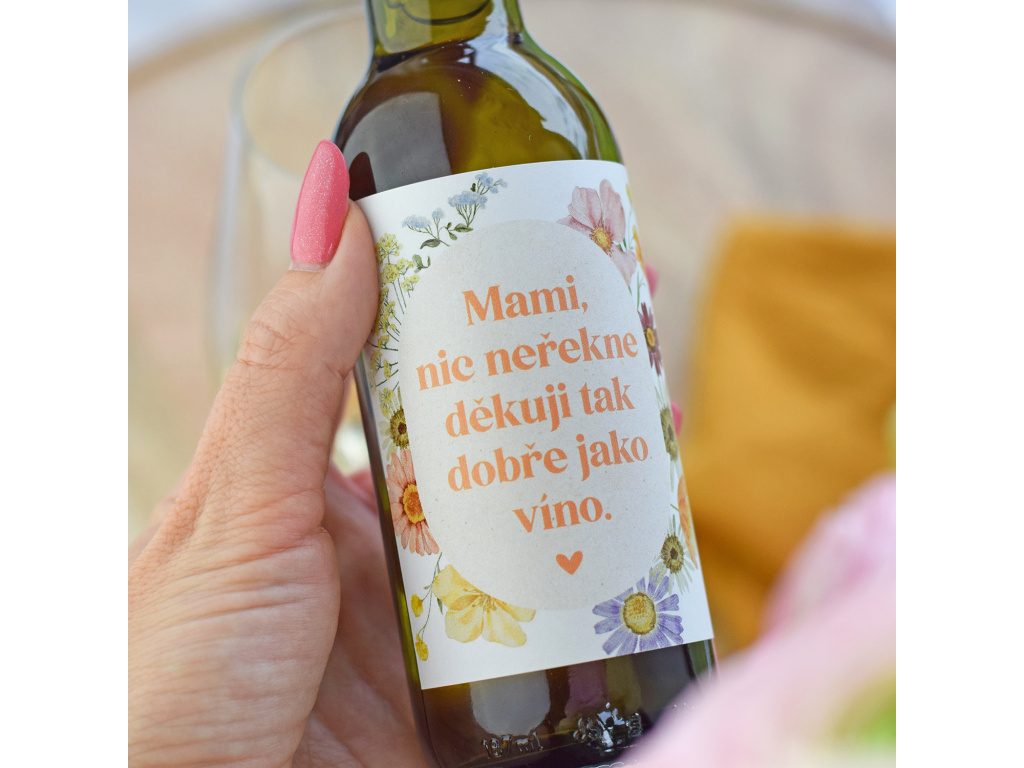 Mami,
nic neřekne
děkuji tak
dobře jako
víno.